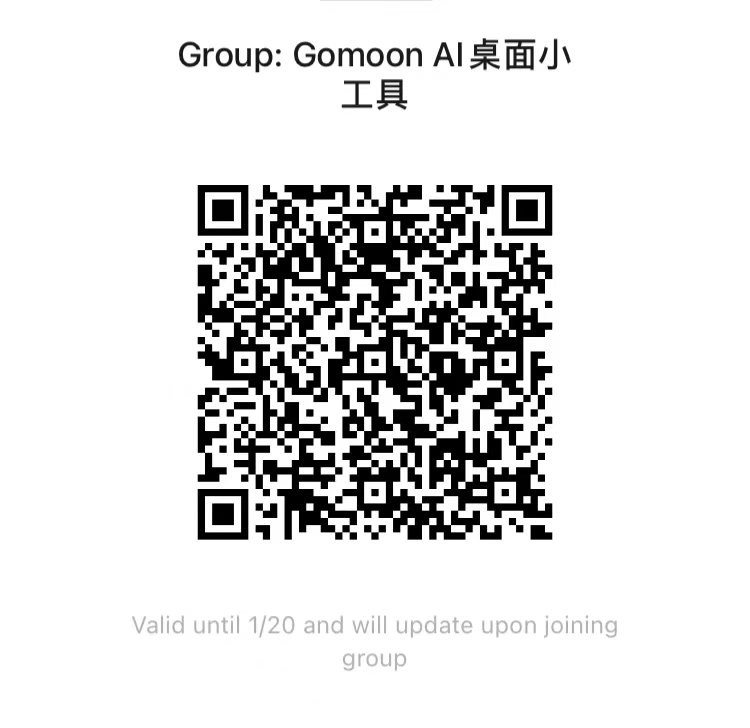 Group: Gomoon AI桌面小
工具
Valid until 1/20 and will update upon joining
group